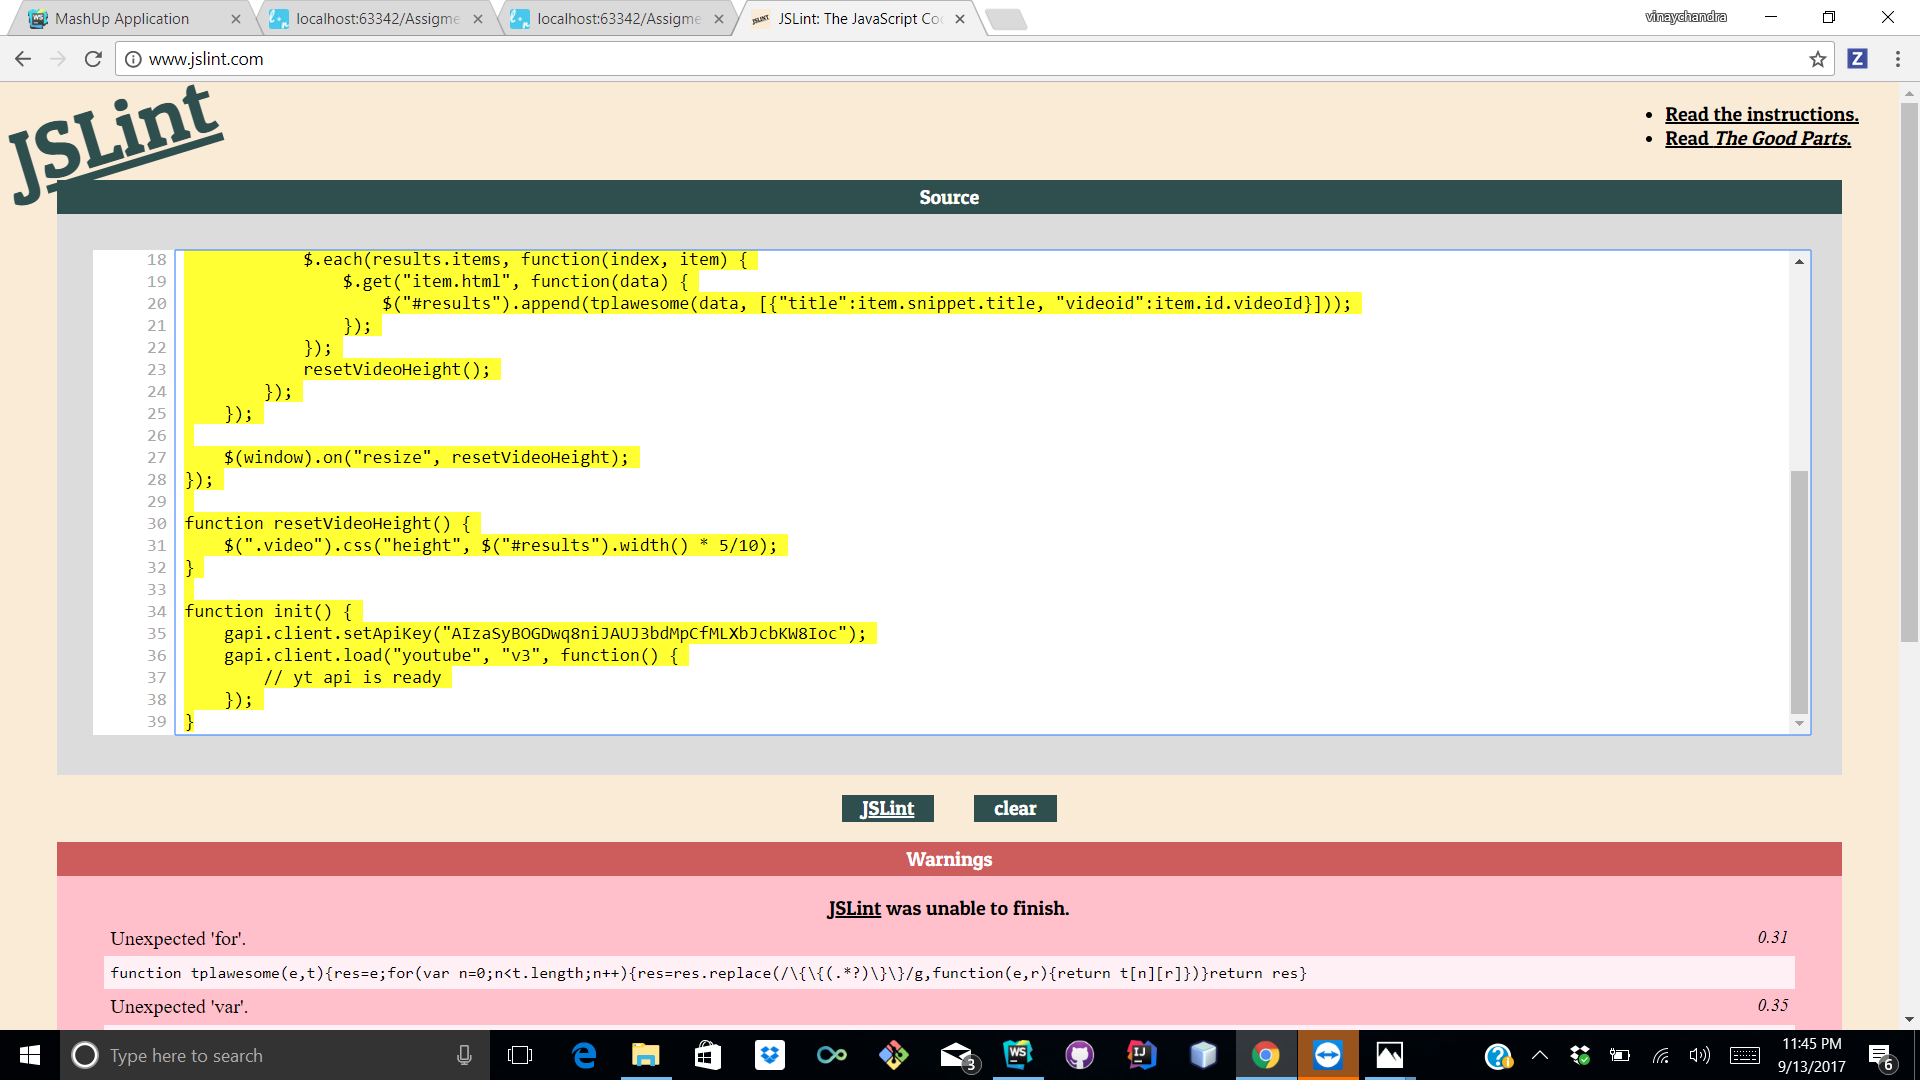 MashUp Application
localhost:63342/Assigme
localhost:63342/Assigme
JSLint: The JavaScript Co
vinaychandra
www.jslint.com
Z
JSLint
Read the instructions.
Read The Good Parts.
Source
18 $.each(results.items, function(index, item) {
19 $.get("item.html", function(data) {
20 $("#results").append(tplawesome(data, [{"title":item.snippet.title, "videoid":item.id.videoId}]));
21 });
22 });
23 resetVideoHeight();
24 });
25 });
26
27 $(window).on("resize", resetVideoHeight);
28 });
29
30 function resetVideoHeight() {
31 $(".video").css("height", $("#results").width() * 5/10);
32 }
33
34 function init() {
35 gapi.client.setApiKey("AIzaSyBOGDwq8niJAUJ3bdMpCfMLXbJcbKW8Ioc");
36 gapi.client.load("youtube", "v3", function() {
37 // yt api is ready
38 });
39 }
JSLint clear
Warnings
JSLint was unable to finish.
Unexpected 'for'. 0.31
function tplawesome(e,t){res=e;for(var n=0;n<t.length;n++){res=res.replace(/\{\{(.*?)\}\}/g,function(e,r){return t[n][r]})}return res}
Unexpected 'var'. 0.35
Type here to search
3
WS
IJ
11:45 PM
9/13/2017
6